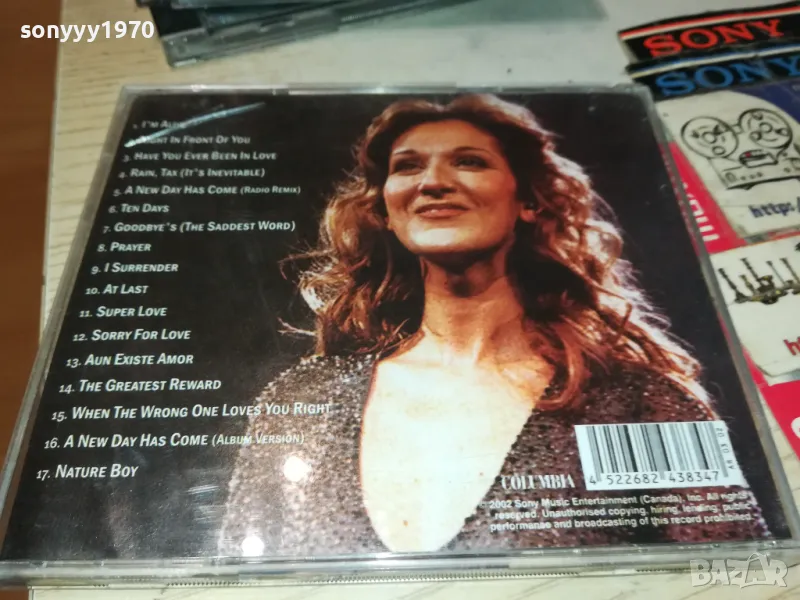 sonyyy1970
SONY
SONY
http:/
1. I'M ALIVE
RIGHT IN FRONT OF YOU
3. HAVE YOU EVER BEEN IN LOVE
4. RAIN, TAX (IT'S INEVITABLE)
5. A NEW DAY HAS COME (RADIO REMIX)
6. TEN DAYS
7. GOODBYE'S (THE SADDEST WORD)
8. PRAYER
9. I SURRENDER
10. AT LAST
11. SUPER LOVE
12. SORRY FOR LOVE
13. AUN EXISTE AMOR
14. THE GREATEST REWARD
15. WHEN THE WRONG ONE LOVES YOU RIGHT
16. A NEW DAY HAS COME (ALBUM VERSION)
17. NATURE BOY
COLUMBIA
4 522682 438347
© 2002 Sony Music Entertainment (Canada), Inc. All rights
reserved. Unauthorised copying, hiring, lending, public
performance and broadcasting of this record prohibited.
BAZAR